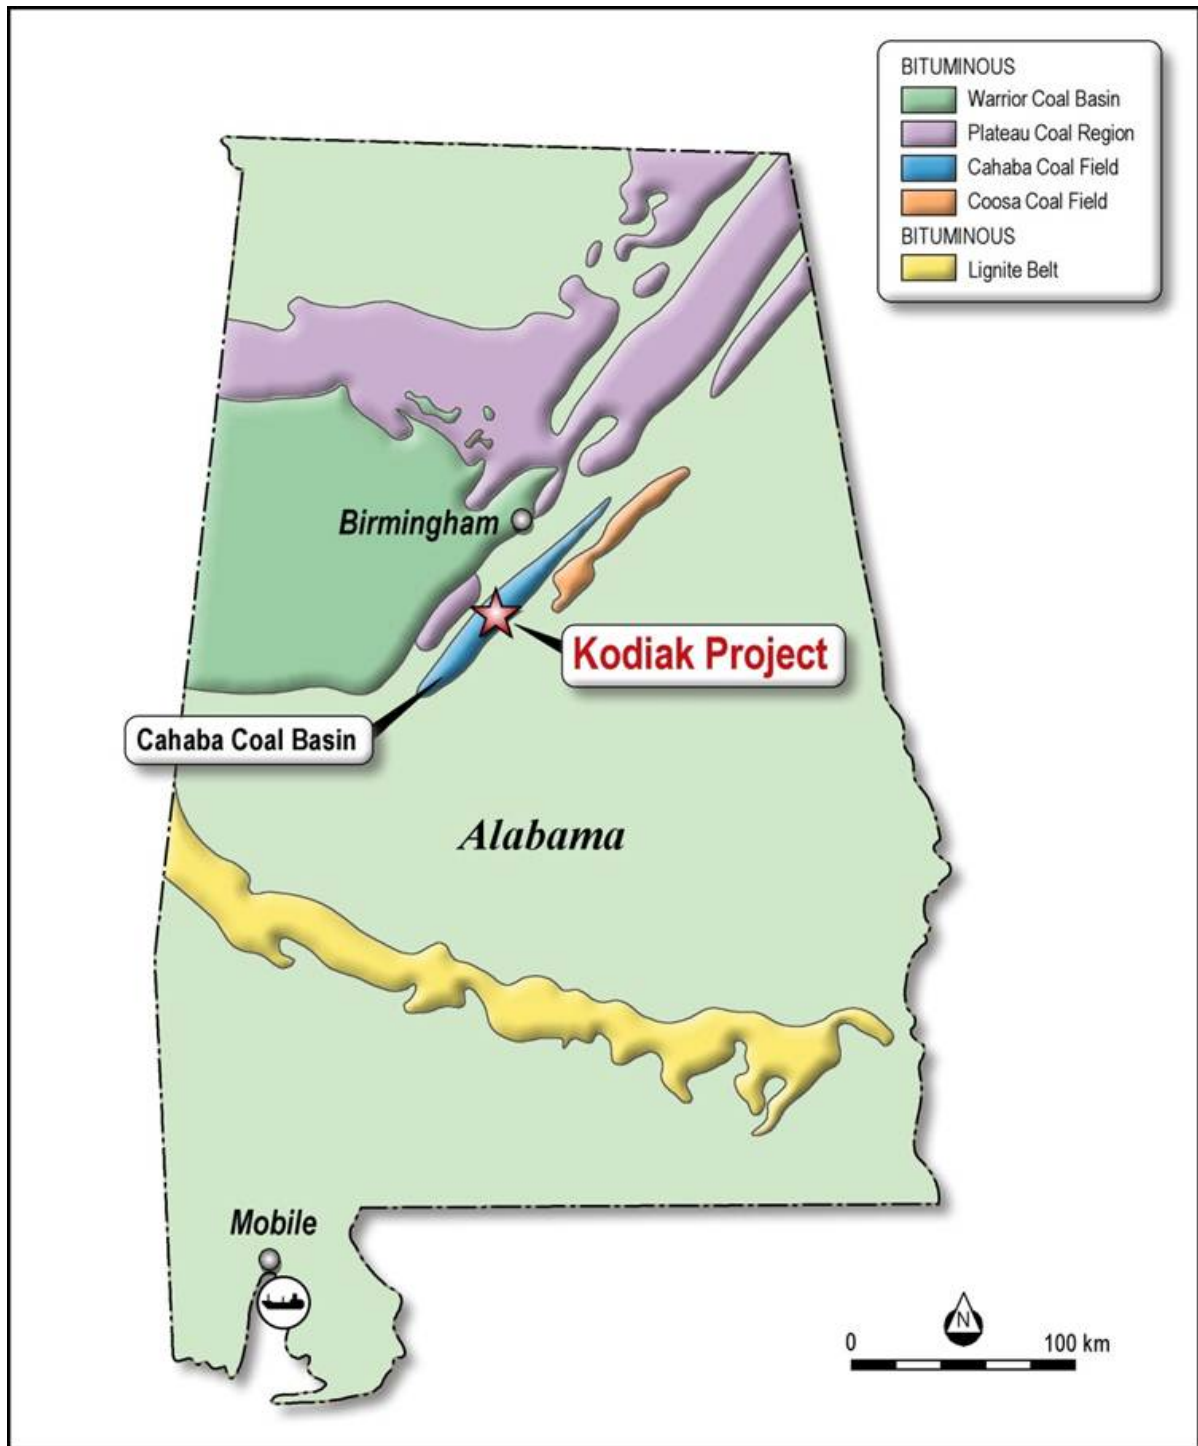 BITUMINOUS
Warrior Coal Basin
Plateau Coal Region
Cahaba Coal Field
Coosa Coal Field
BITUMINOUS
Lignite Belt
Birmingham
Kodiak Project
Cahaba Coal Basin
Alabama
Mobile
N
0 100 km